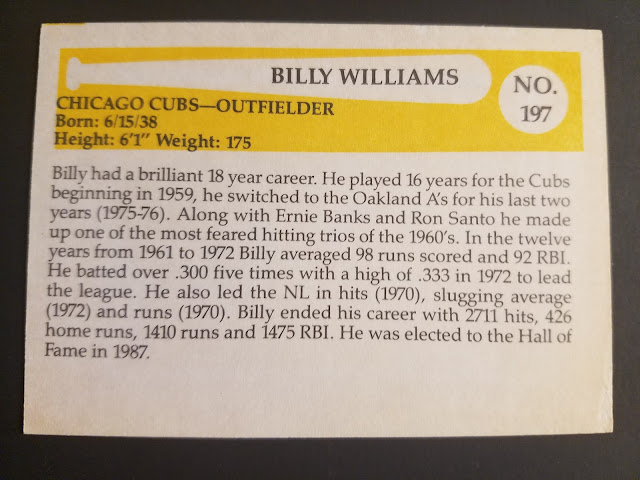 BILLY WILLIAMS
NO.
197
CHICAGO CUBS—OUTFIELDER
Born: 6/15/38
Height: 6'1" Weight: 175
Billy had a brilliant 18 year career. He played 16 years for the Cubs
beginning in 1959, he switched to the Oakland A's for his last two
years (1975-76). Along with Ernie Banks and Ron Santo he made
up one of the most feared hitting trios of the 1960's. In the twelve
years from 1961 to 1972 Billy averaged 98 runs scored and 92 RBI.
He batted over .300 five times with a high of .333 in 1972 to lead
the league. He also led the NL in hits (1970), slugging average
(1972) and runs (1970). Billy ended his career with 2711 hits, 426
home runs, 1410 runs and 1475 RBI. He was elected to the Hall of
Fame in 1987.